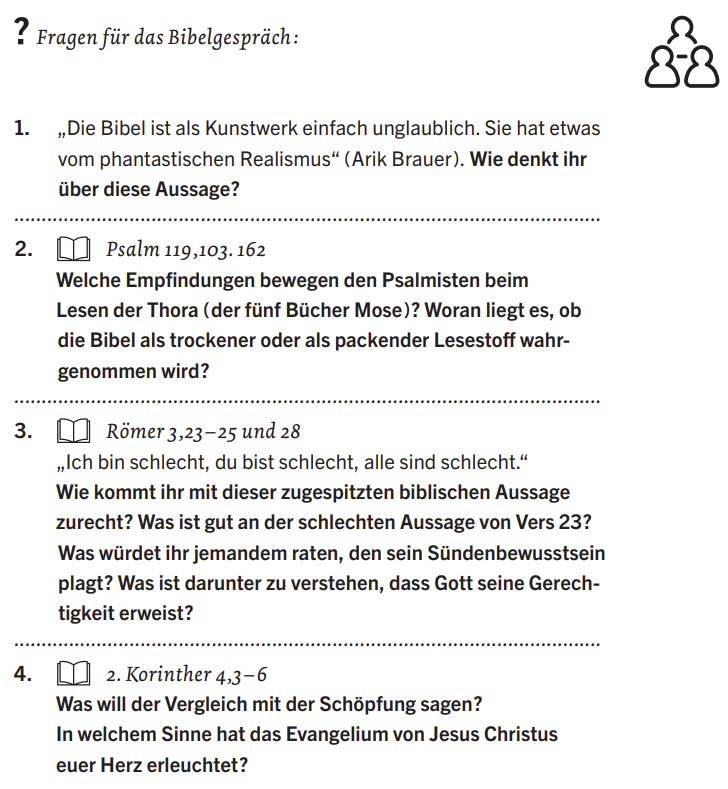 ? Fragen für das Bibelgespräch:
1. „Die Bibel ist als Kunstwerk einfach unglaublich. Sie hat etwas
vom phantastischen Realismus“ (Arik Brauer). Wie denkt ihr
über diese Aussage?
2. Psalm 119,103. 162
Welche Empfindungen bewegen den Psalmisten beim
Lesen der Thora (der fünf Bücher Mose)? Woran liegt es, ob
die Bibel als trockener oder als packender Lesestoff wahr-
genommen wird?
3. Römer 3,23–25 und 28
„Ich bin schlecht, du bist schlecht, alle sind schlecht.“
Wie kommt ihr mit dieser zugespitzten biblischen Aussage
zurecht? Was ist gut an der schlechten Aussage von Vers 23?
Was würdet ihr jemandem raten, den sein Sündenbewusstsein
plagt? Was ist darunter zu verstehen, dass Gott seine Gerech-
tigkeit erweist?
4. 2. Korinther 4,3–6
Was will der Vergleich mit der Schöpfung sagen?
In welchem Sinne hat das Evangelium von Jesus Christus
euer Herz erleuchtet?